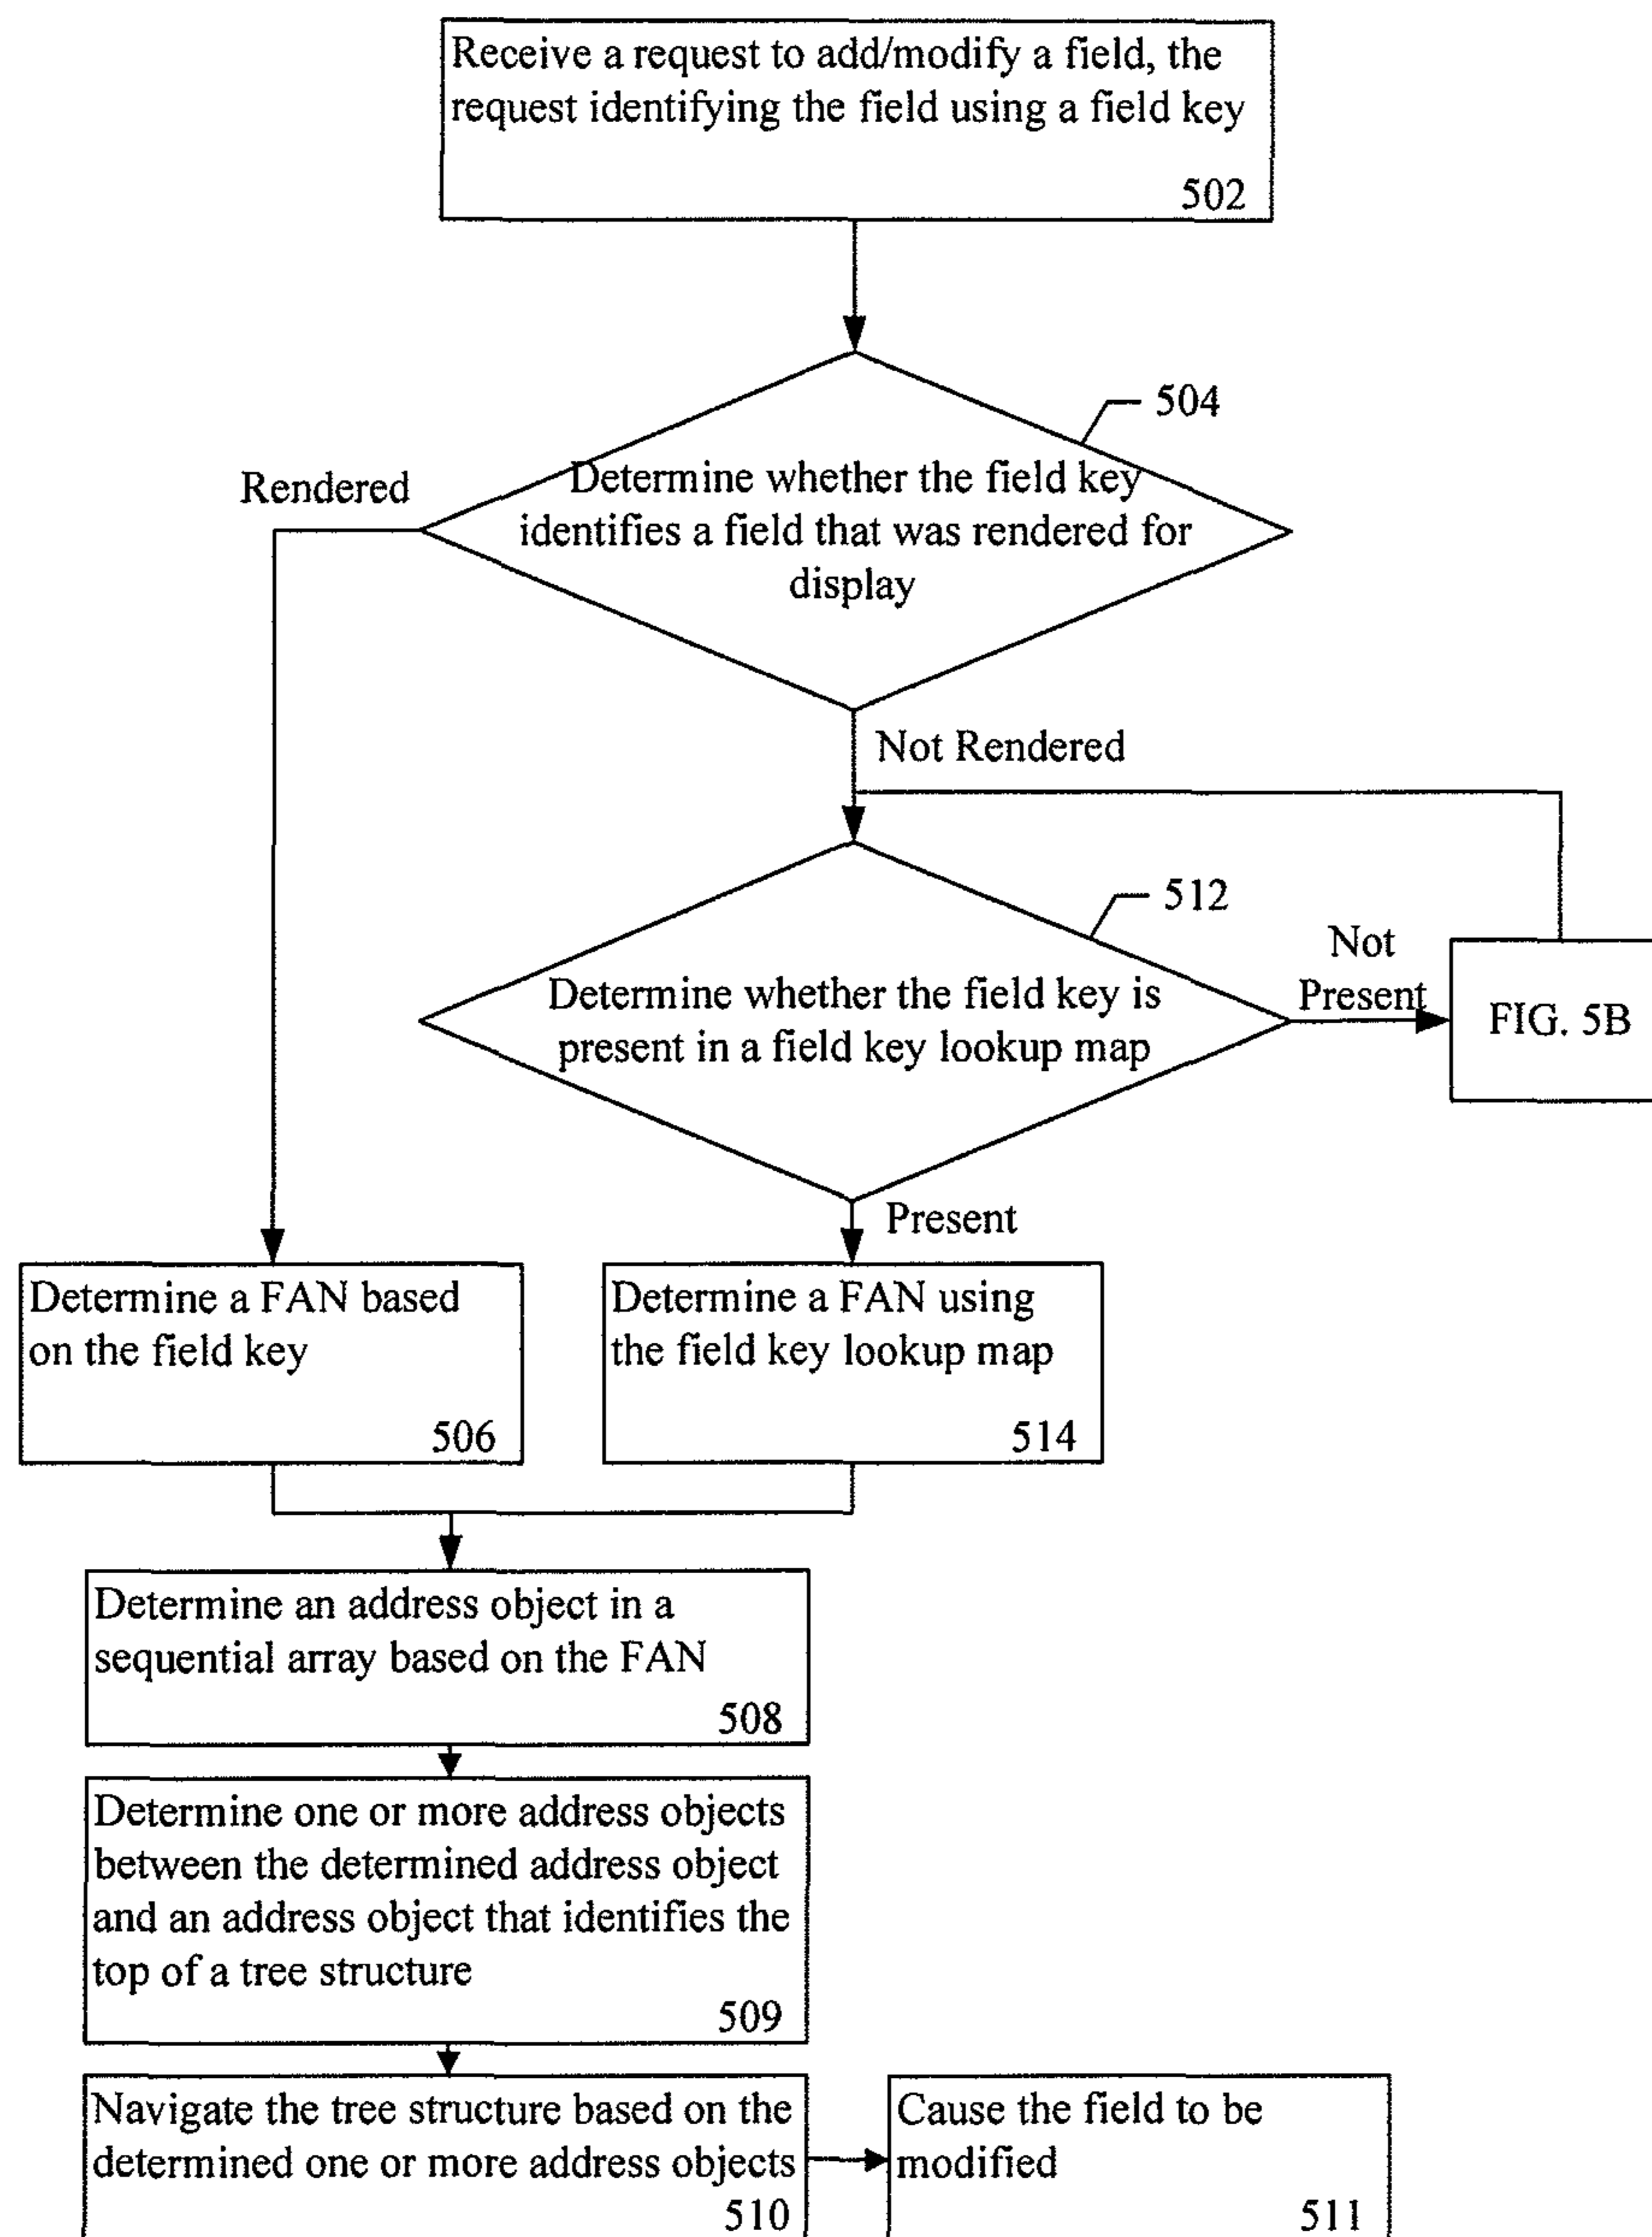 Receive a request to add/modify a field, the
request identifying the field using a field key
502
504
Rendered
Determine whether the field key
identifies a field that was rendered for
display
Not Rendered
512
Not
Present
Determine whether the field key is
present in a field key lookup map
FIG. 5B
Present
Determine a FAN based
on the field key
506
Determine a FAN using
the field key lookup map
514
Determine an address object in a
sequential array based on the FAN
508
Determine one or more address objects
between the determined address object
and an address object that identifies the
top of a tree structure
509
Navigate the tree structure based on the
determined one or more address objects
510
Cause the field to be
modified
511